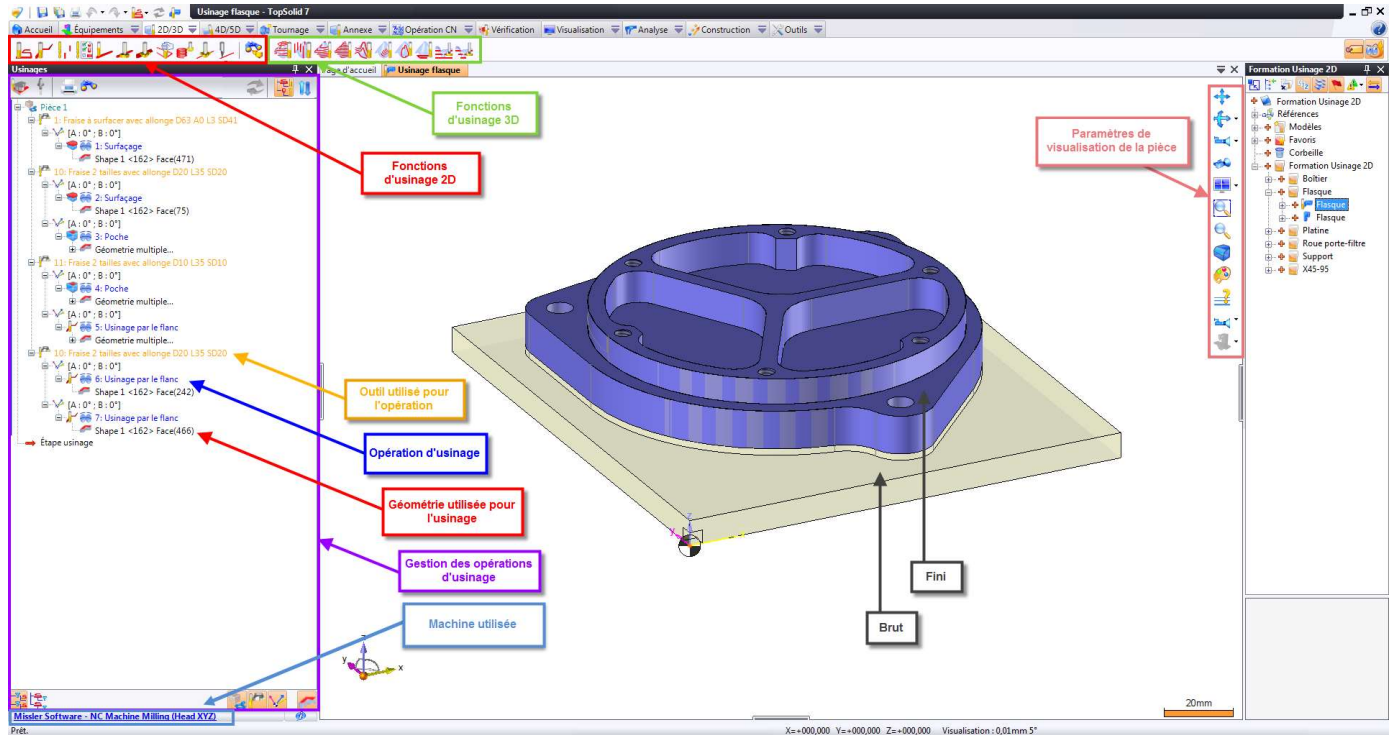 Usinage flasque - TopSolid 7
Accueil Équipements 2D/3D 4D/5D Tournage Annexe Opération CN Vérification Visualisation Analyse Construction Outils
Usinages
Page d'accueil Usinage flasque
Formation Usinage 2D
Pièce 1
1: Fraise à surfacer avec allonge D63 A0 L3 SD41
[A : 0° ; B : 0°]
1: Surfaçage
Shape 1 <162> Face(471)
10: Fraise 2 tailles avec allonge D20 L35 SD20
[A : 0° ; B : 0°]
2: Surfaçage
Shape 1 <162> Face(75)
[A : 0° ; B : 0°]
3: Poche
Géometrie multiple...
11: Fraise 2 tailles avec allonge D10 L35 SD10
[A : 0° ; B : 0°]
4: Poche
Géometrie multiple...
[A : 0° ; B : 0°]
5: Usinage par le flanc
Géometrie multiple...
10: Fraise 2 tailles avec allonge D20 L35 SD20
[A : 0° ; B : 0°]
6: Usinage par le flanc
Shape 1 <162> Face(242)
[A : 0° ; B : 0°]
7: Usinage par le flanc
Shape 1 <162> Face(466)
Étape usinage
Fonctions
d'usinage 3D
Fonctions
d'usinage 2D
Outil utilisé pour
l'opération
Opération d'usinage
Géométrie utilisée pour
l'usinage
Gestion des opérations
d'usinage
Machine utilisée
Paramètres de
visualisation de la pièce
Fini
Brut
z
y
x
y
x
20mm
Formation Usinage 2D
Références
Modèles
Favoris
Corbeille
Formation Usinage 2D
Boîtier
Flasque
Flasque
Flasque
Platine
Roue porte-filtre
Support
X45-95
Missler Software - NC Machine Milling (Head XYZ)
Prêt.
X=+000,000 Y=+000,000 Z=+000,000 Visualisation : 0,01mm 5°